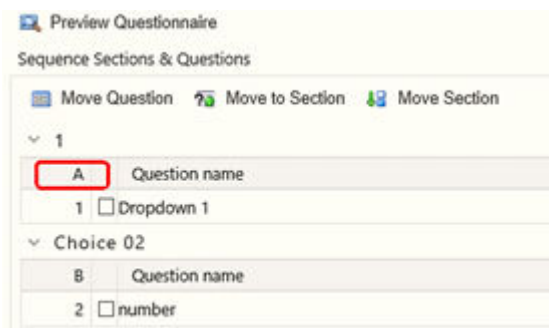 Preview Questionnaire
Sequence Sections & Questions
Move Question Move to Section Move Section
1
A Question name
1 Dropdown 1
Choice 02
B Question name
2 number